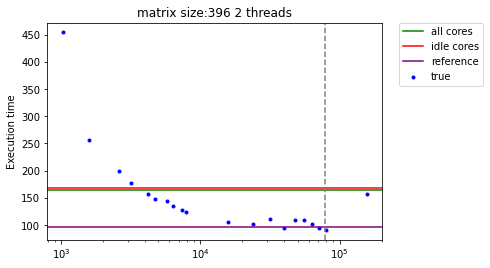 matrix size:396 2 threads
Execution time
450
400
350
300
250
200
150
100
10³
10⁴
10⁵
all cores
idle cores
reference
true